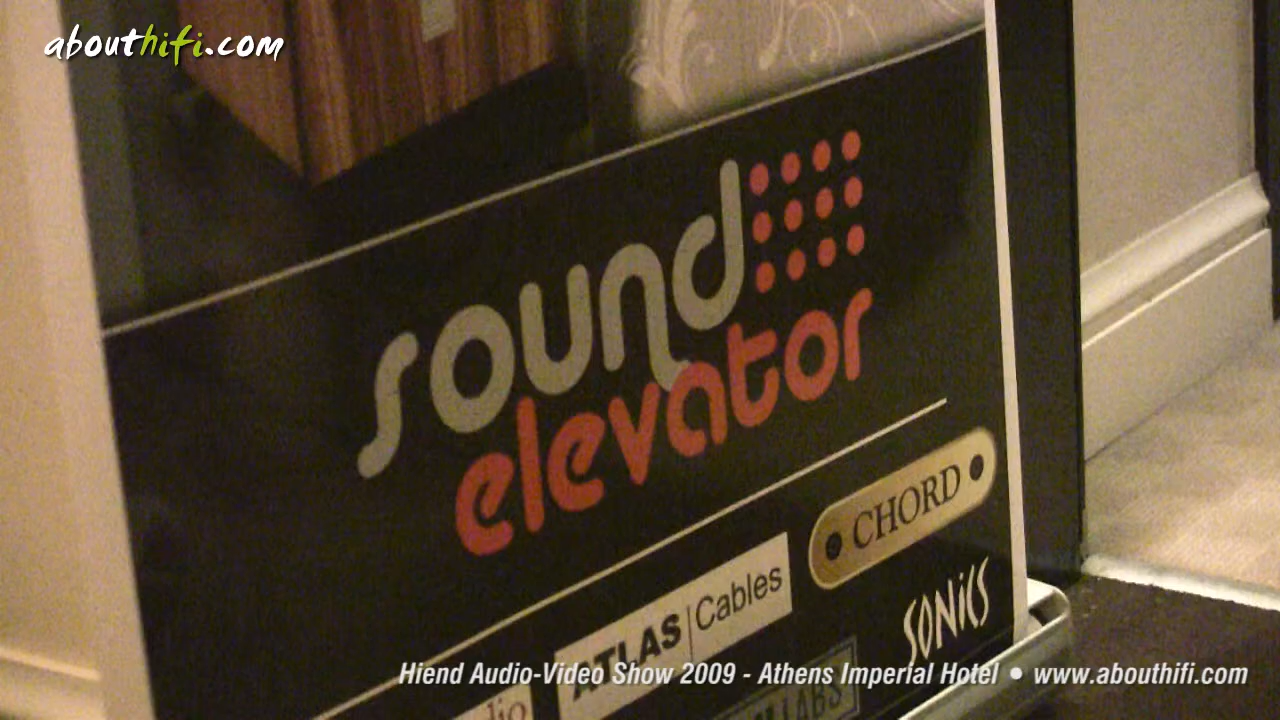 abouthifi.com
sound
elevator
CHORD
ATLAS Cables
SONiCS
Hiend Audio-Video Show 2009 - Athens Imperial Hotel • www.abouthifi.com